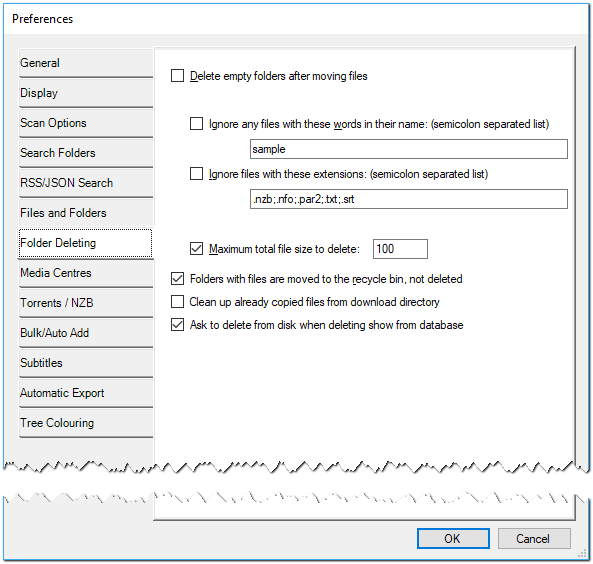 Preferences
General
Display
Scan Options
Search Folders
RSS/JSON Search
Files and Folders
Folder Deleting
Media Centres
Torrents / NZB
Bulk/Auto Add
Subtitles
Automatic Export
Tree Colouring
Delete empty folders after moving files
Ignore any files with these words in their name: (semicolon separated list)
sample
Ignore files with these extensions: (semicolon separated list)
.nzb;.nfo;.par2;.txt;.srt
Maximum total file size to delete: 100
Folders with files are moved to the recycle bin, not deleted
Clean up already copied files from download directory
Ask to delete from disk when deleting show from database
OK Cancel